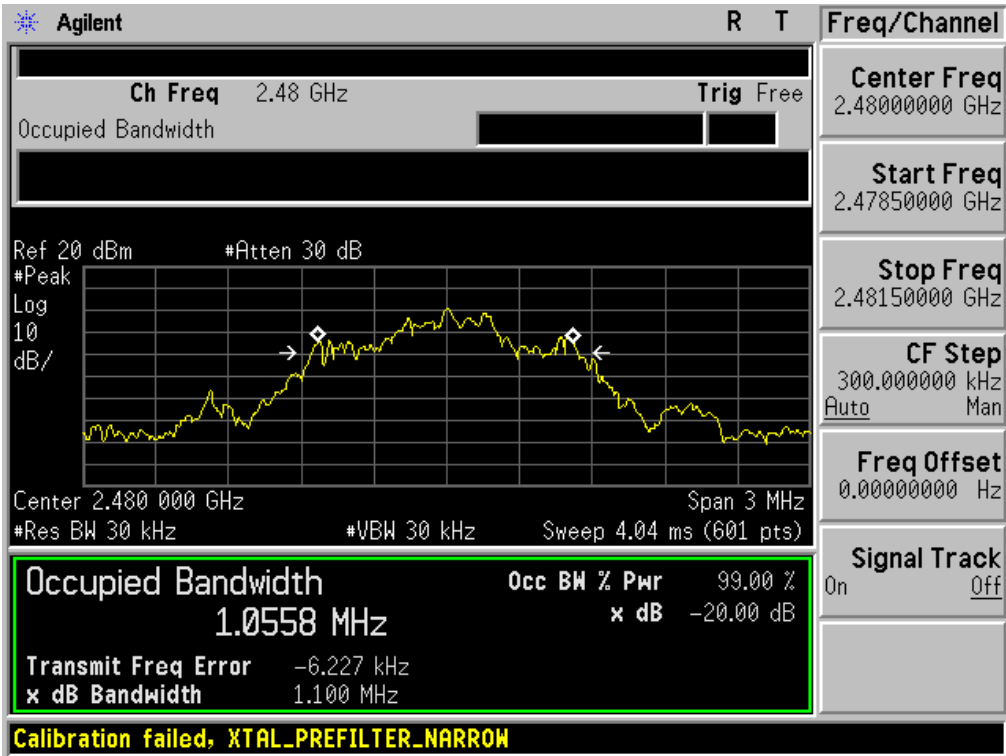 Agilent R T
Freq/Channel
Ch Freq 2.48 GHz Trig Free
Occupied Bandwidth
Ref 20 dBm #Atten 30 dB
#Peak
Log
10
dB/
Center 2.480 000 GHz Span 3 MHz
#Res BW 30 kHz #VBW 30 kHz Sweep 4.04 ms (601 pts)
Occupied Bandwidth
1.0558 MHz
Occ BW % Pwr 99.00 %
x dB -20.00 dB
Transmit Freq Error -6.227 kHz
x dB Bandwidth 1.100 MHz
Calibration failed, XTAL_PREFILTER_NARROW
Center Freq
2.48000000 GHz
Start Freq
2.47850000 GHz
Stop Freq
2.48150000 GHz
CF Step
300.000000 kHz
Auto Man
Freq Offset
0.00000000 Hz
Signal Track
On Off